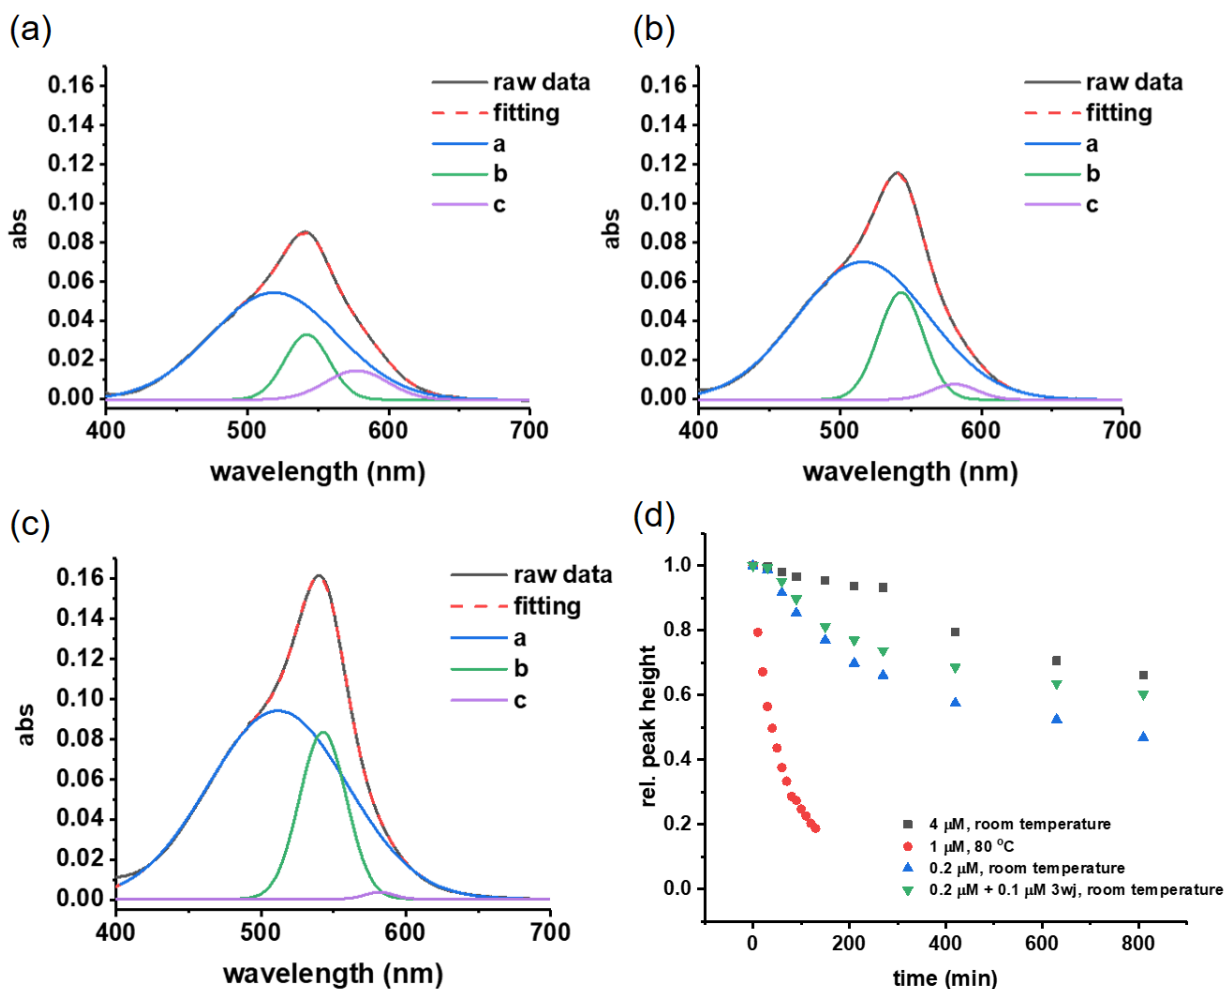 (a)
0.16
0.14
0.12
0.10
0.08
0.06
0.04
0.02
0.00
abs
400
500
600
700
wavelength (nm)
raw data
fitting
a
b
c
(b)
0.16
0.14
0.12
0.10
0.08
0.06
0.04
0.02
0.00
abs
400
500
600
700
wavelength (nm)
raw data
fitting
a
b
c
(c)
0.16
0.14
0.12
0.10
0.08
0.06
0.04
0.02
0.00
abs
400
500
600
700
wavelength (nm)
raw data
fitting
a
b
c
(d)
1.0
0.8
0.6
0.4
0.2
0.0
rel. peak height
0
200
400
600
800
time (min)
4 μM, room temperature
1 μM, 80 °C
0.2 μM, room temperature
0.2 μM + 0.1 μM 3wj, room temperature